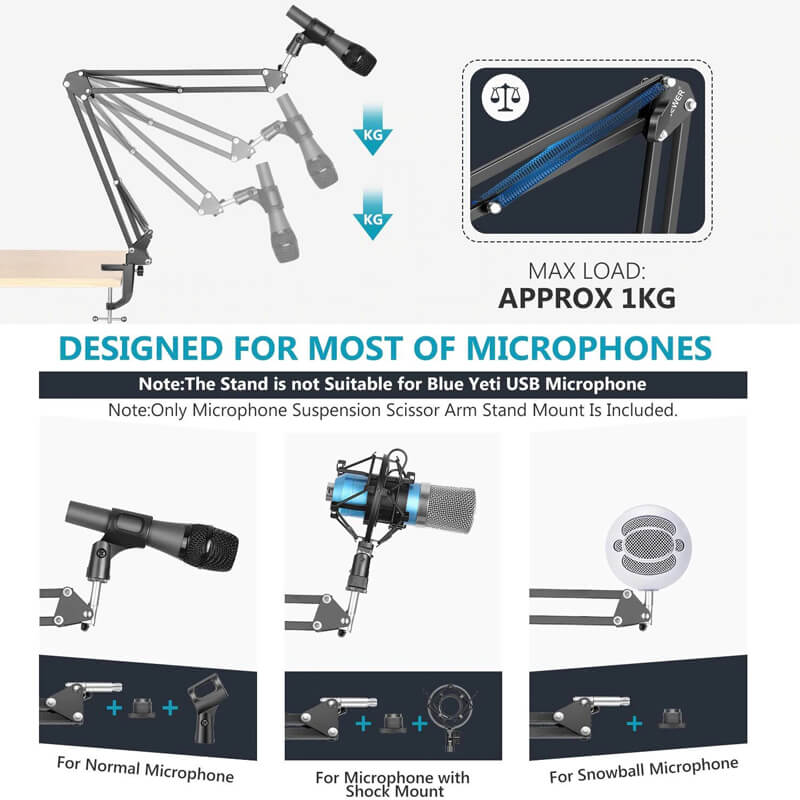 KG
KG
MAX LOAD:
APPROX 1KG
DESIGNED FOR MOST OF MICROPHONES
Note:The Stand is not Suitable for Blue Yeti USB Microphone
Note:Only Microphone Suspension Scissor Arm Stand Mount Is Included.
+ +
+ +
+
For Normal Microphone
For Microphone with
Shock Mount
For Snowball Microphone